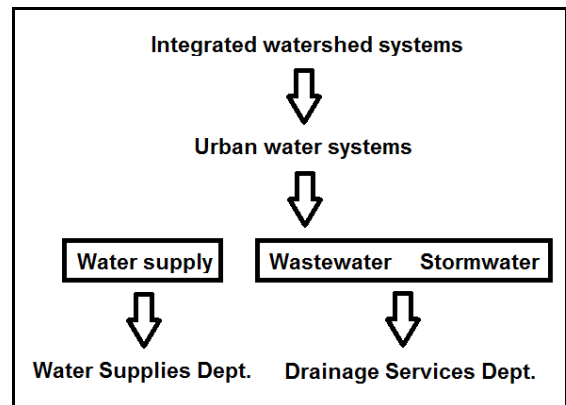 Integrated watershed systems
Urban water systems
Water supply
Wastewater Stormwater
Water Supplies Dept.
Drainage Services Dept.